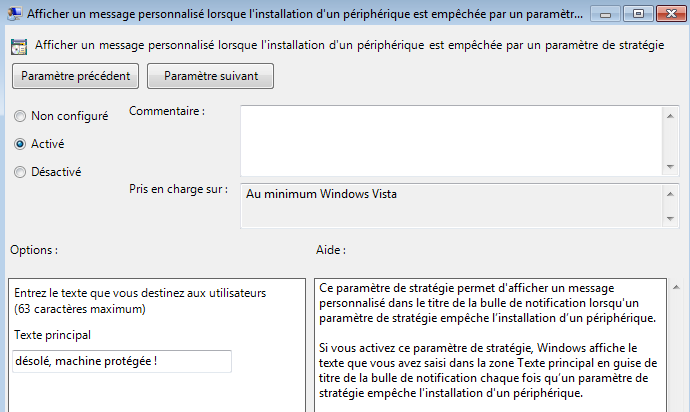 Afficher un message personnalisé lorsque l'installation d'un périphérique est empêchée par un paramètr...
Afficher un message personnalisé lorsque l'installation d'un périphérique est empêchée par un paramètre de stratégie
Paramètre précédent
Paramètre suivant
Non configuré
Commentaire :
Activé
Désactivé
Pris en charge sur :
Au minimum Windows Vista
Options :
Aide :
Entrez le texte que vous destinez aux utilisateurs
(63 caractères maximum)
Texte principal
désolé, machine protégée !
Ce paramètre de stratégie permet d'afficher un message
personnalisé dans le titre de la bulle de notification lorsqu'un
paramètre de stratégie empêche l'installation d'un périphérique.
Si vous activez ce paramètre de stratégie, Windows affiche le
texte que vous avez saisi dans la zone Texte principal en guise de
titre de la bulle de notification chaque fois qu'un paramètre de
stratégie empêche l'installation d'un périphérique.